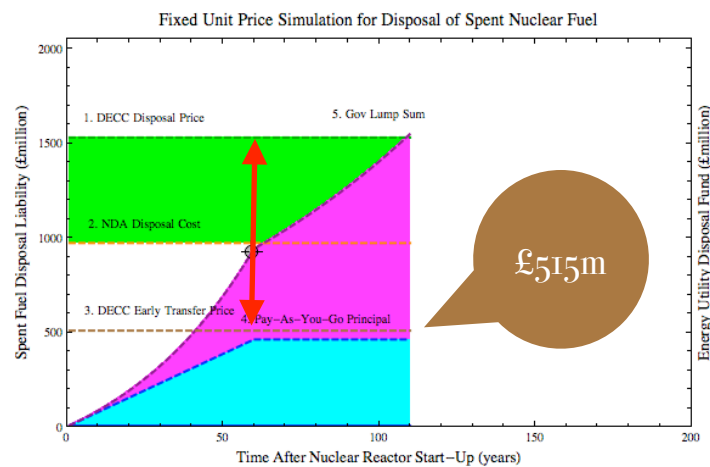 Fixed Unit Price Simulation for Disposal of Spent Nuclear Fuel
2000
1500
1000
500
0
Spent Fuel Disposal Liability (£million)
1. DECC Disposal Price
5. Gov Lump Sum
2. NDA Disposal Cost
3. DECC Early Transfer Price
4. Pay-As-You-Go Principal
£515m
Energy Utility Disposal Fund (£million)
0
50
100
150
200
Time After Nuclear Reactor Start-Up (years)